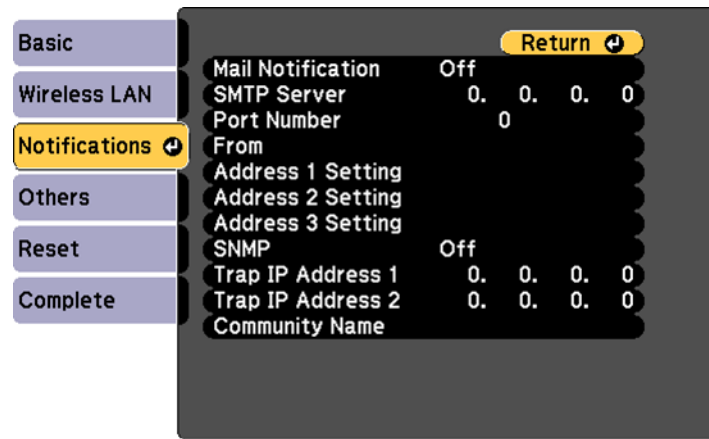 Basic
Wireless LAN
Notifications
Others
Reset
Complete
Return
Mail Notification Off
SMTP Server 0. 0. 0. 0
Port Number 0
From
Address 1 Setting
Address 2 Setting
Address 3 Setting
SNMP Off
Trap IP Address 1 0. 0. 0. 0
Trap IP Address 2 0. 0. 0. 0
Community Name